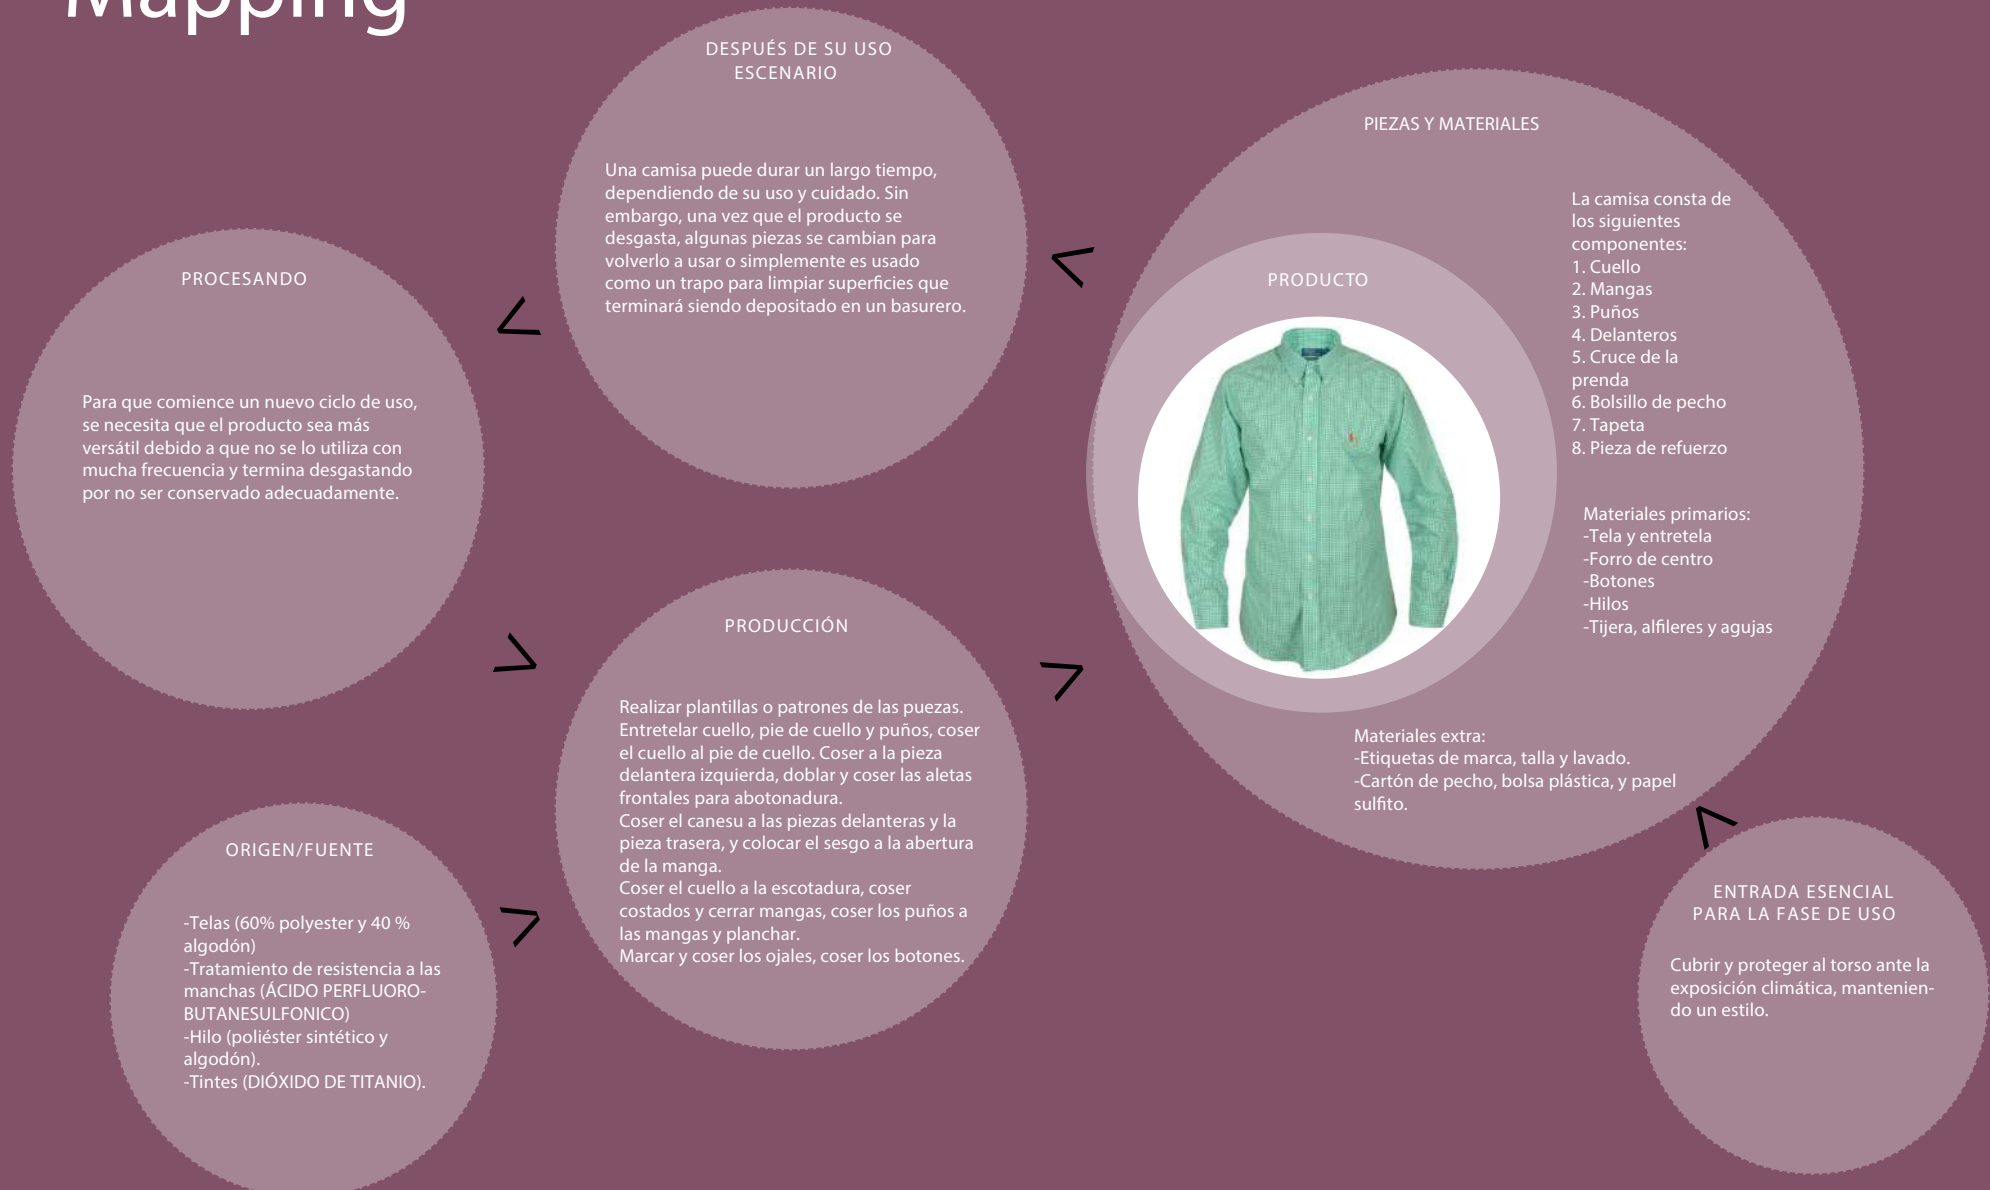 Mapping
DESPUÉS DE SU USO
ESCENARIO
Una camisa puede durar un largo tiempo,
dependiendo de su uso y cuidado. Sin
embargo, una vez que el producto se
desgasta, algunas piezas se cambian para
volverlo a usar o simplemente es usado
como un trapo para limpiar superficies que
terminará siendo depositado en un basurero.
PIEZAS Y MATERIALES
La camisa consta de
los siguientes
componentes:
1. Cuello
2. Mangas
3. Puños
4. Delanteros
5. Cruce de la
prenda
6. Bolsillo de pecho
7. Tapeta
8. Pieza de refuerzo
Materiales primarios:
-Tela y entretela
-Forro de centro
-Botones
-Hilos
-Tijera, alfileres y agujas
PRODUCTO
Materiales extra:
-Etiquetas de marca, talla y lavado.
-Cartón de pecho, bolsa plástica, y papel
sulfito.
PROCESANDO
Para que comience un nuevo ciclo de uso,
se necesita que el producto sea más
versátil debido a que no se lo utiliza con
mucha frecuencia y termina desgastando
por no ser conservado adecuadamente.
PRODUCCIÓN
Realizar plantillas o patrones de las puezas.
Entretelar cuello, pie de cuello y puños, coser
el cuello al pie de cuello. Coser a la pieza
delantera izquierda, doblar y coser las aletas
frontales para abotonadura.
Coser el canesu a las piezas delanteras y la
pieza trasera, y colocar el sesgo a la abertura
de la manga.
Coser el cuello a la escotadura, coser
costados y cerrar mangas, coser los puños a
las mangas y planchar.
Marcar y coser los ojales, coser los botones.
ORIGEN/FUENTE
-Telas (60% polyester y 40 %
algodón)
-Tratamiento de resistencia a las
manchas (ÁCIDO PERFLUORO-
BUTANESULFONICO)
-Hilo (poliéster sintético y
algodón).
-Tintes (DIÓXIDO DE TITANIO).
ENTRADA ESENCIAL
PARA LA FASE DE USO
Cubrir y proteger al torso ante la
exposición climática, mantenien-
do un estilo.